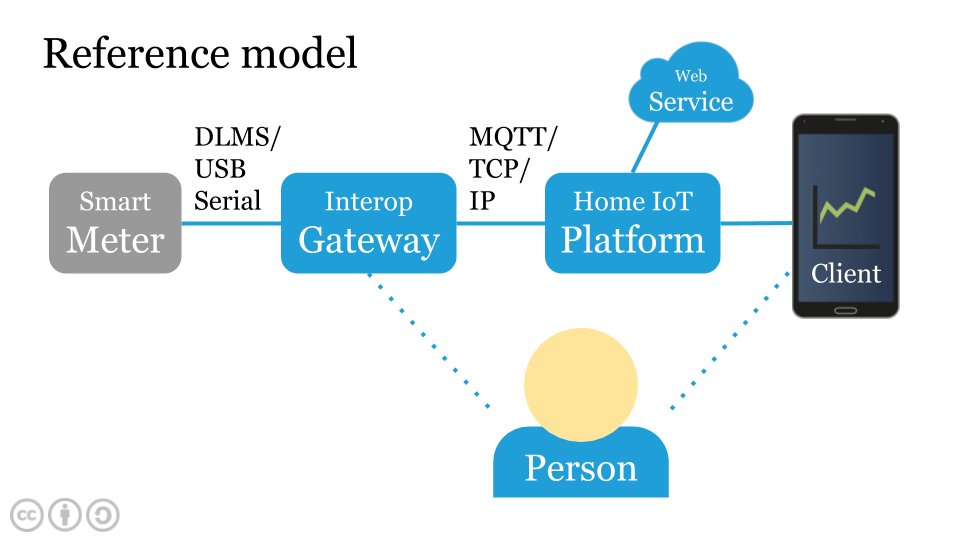 Reference model
Web
Service
DLMS/
USB
Serial
MQTT/
TCP/
IP
Smart
Meter
Interop
Gateway
Home IoT
Platform
Client
Person
cc